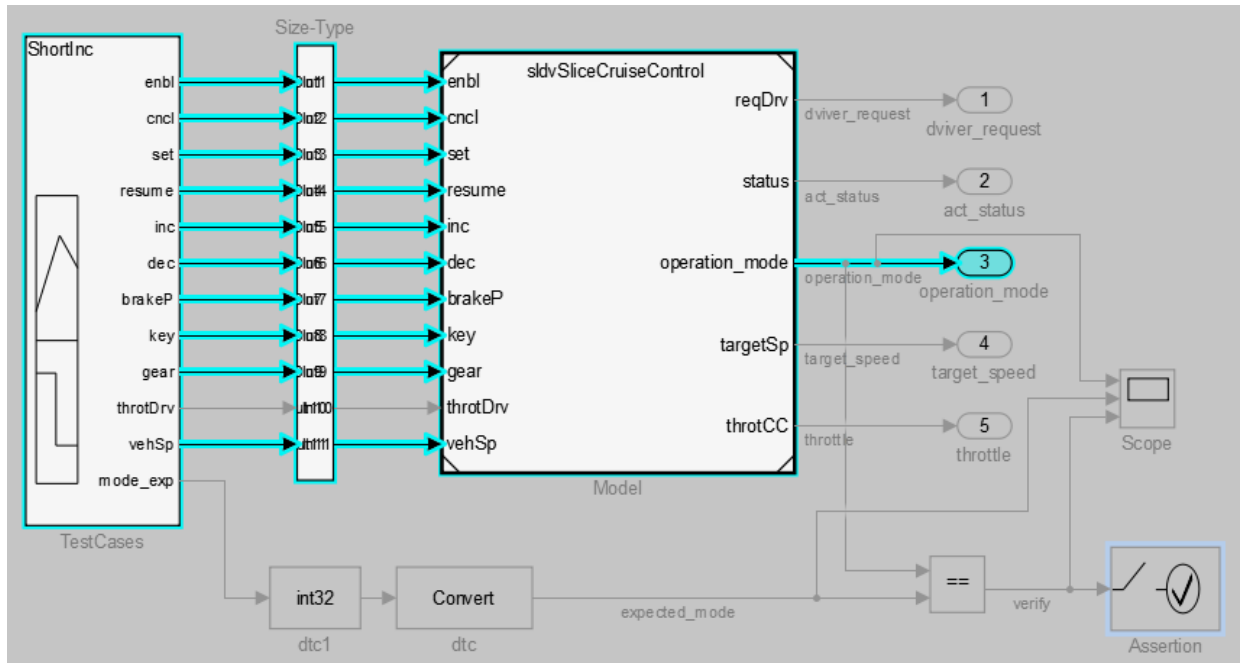 Size-Type
ShortInc
enbl
cncl
set
resume
inc
dec
brakeP
key
gear
throtDrv
vehSp
mode_exp
TestCases
sldvSliceCruiseControl
enbl
cncl
set
resume
inc
dec
brakeP
key
gear
throtDrv
vehSp
reqDrv
status
operation_mode
targetSp
throtCC
Model
dviver_request
act_status
operation_mode
target_speed
throttle
1
dviver_request
2
act_status
3
operation_mode
4
target_speed
5
throttle
Scope
int32
dtc1
Convert
dtc
expected_mode
==
verify
Assertion